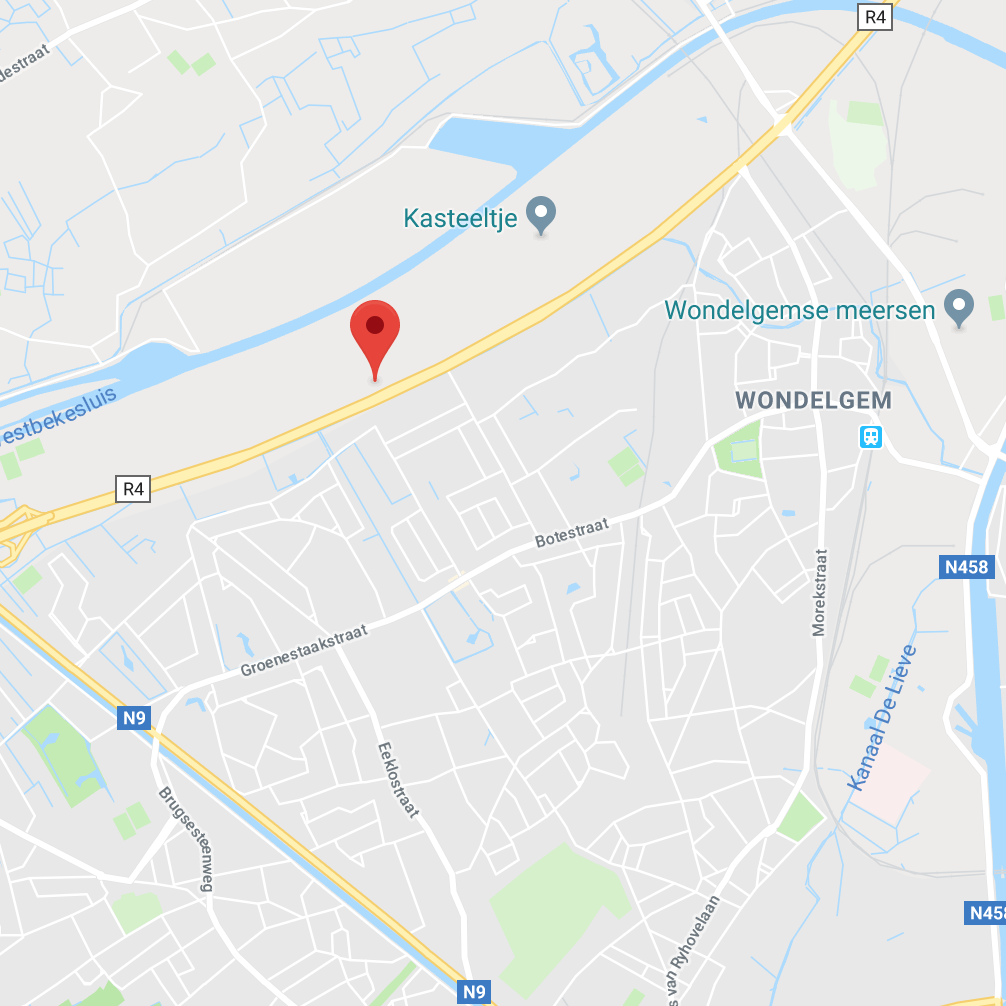 R4
destraat
Kasteeltje
Wondelgemse meersen
WONDELGEM
estbekesluis
R4
Botestraat
N458
Morekstraat
Groenestaakstraat
Kanaal De Lieve
N9
Eeklostraat
Brugsesteenweg
s van Ryhovelaan
N458
N9